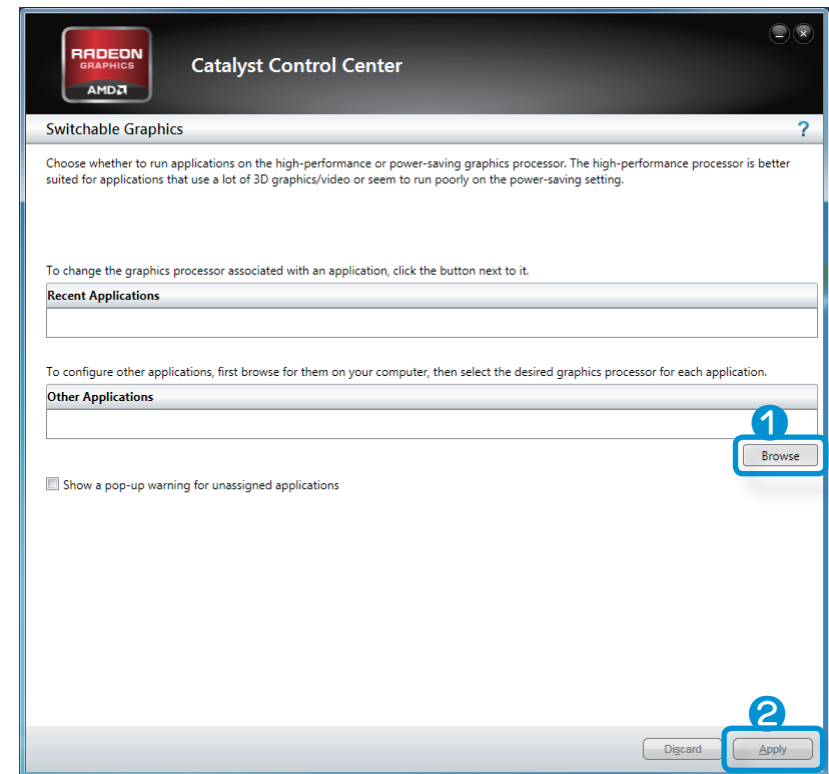 RADEON
GRAPHICS
AMD
Catalyst Control Center
Switchable Graphics
?
Choose whether to run applications on the high-performance or power-saving graphics processor. The high-performance processor is better
suited for applications that use a lot of 3D graphics/video or seem to run poorly on the power-saving setting.
To change the graphics processor associated with an application, click the button next to it.
Recent Applications
To configure other applications, first browse for them on your computer, then select the desired graphics processor for each application.
Other Applications
1
Browse
Show a pop-up warning for unassigned applications
2
Discard Apply